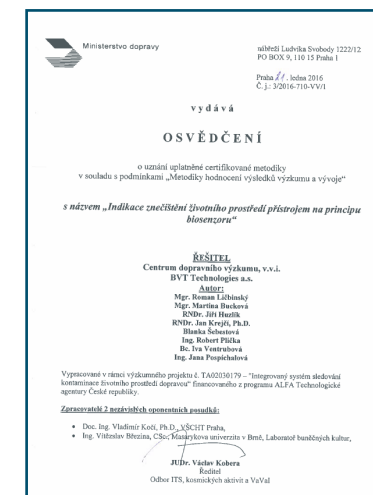 Ministerstvo dopravy
nábřeží Ludvíka Svobody 1222/12
PO BOX 9, 110 15 Praha 1
Praha 21. ledna 2016
Č. j.: 3/2016-710-VV/1
vydává
OSVĚDČENÍ
o uznání uplatněné certifikované metodiky
v souladu s podmínkami „Metodiky hodnocení výsledků výzkumu a vývoje“
s názvem „Indikace znečištění životního prostředí přístrojem na principu
biosenzoru“
ŘEŠITEL
Centrum dopravního výzkumu, v.v.i.
BVT Technologies a.s.
Autor:
Mgr. Roman Ličbinský
Mgr. Martina Bucková
RNDr. Jiří Huzlík
RNDr. Jan Krejčí, Ph.D.
Blanka Šebestová
Ing. Robert Plička
Bc. Iva Ventrubová
Ing. Jana Pospíchalová
Vypracované v rámci výzkumného projektu č. TA02030179 – "Integrovaný systém sledování
kontaminace životního prostředí dopravou" financovaného z programu ALFA Technologické
agentury České republiky.
Zpracovatelé 2 nezávislých oponentních posudků:
• Doc. Ing. Vladimír Kočí, Ph.D., VŠCHT Praha,
• Ing. Vítězslav Březina, CSc., Masarykova univerzita v Brně, Laboratoř buněčných kultur,
JUDr. Václav Kobera
Ředitel
Odbor ITS, kosmických aktivit a VaVaI